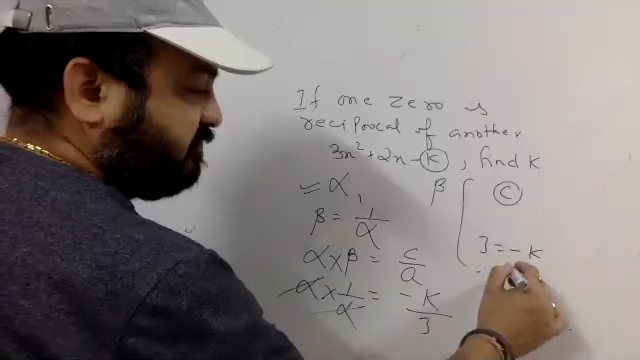 If one zero is
reciprocal of another
3x²+2x-k, find k
= α,
β = 1/α
α×β = c/a
α×1/α = -k/3
β
c
3=-k